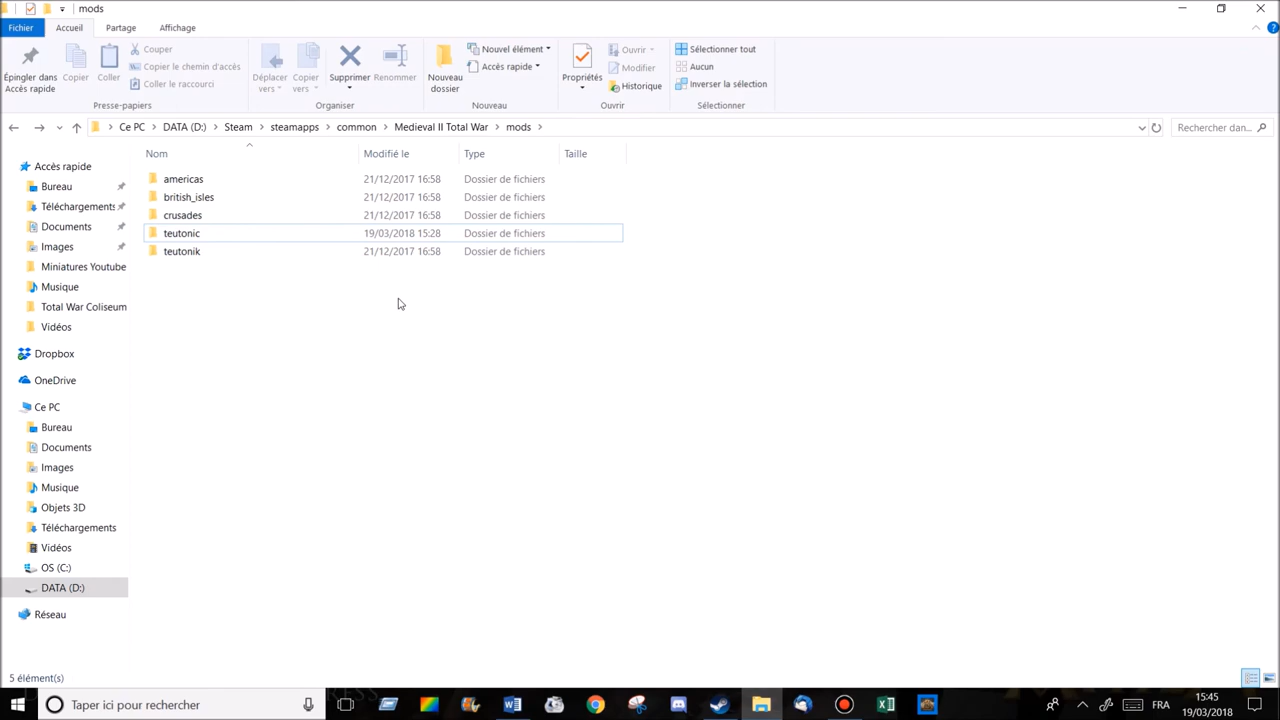 mods
Fichier Accueil Partage Affichage
Épingler dans Accès rapide
Copier
Coller
Couper
Copier le chemin d'accès
Coller le raccourci
Presse-papiers
Déplacer vers
Copier vers
Supprimer
Renommer
Organiser
Nouveau dossier
Nouvel élément
Accès rapide
Nouveau
Propriétés
Ouvrir
Modifier
Historique
Ouvrir
Sélectionner tout
Aucun
Inverser la sélection
Sélectionner
Ce PC > DATA (D:) > Steam > steamapps > common > Medieval II Total War > mods >
Rechercher dan...
Nom Modifié le Type Taille
americas 21/12/2017 16:58 Dossier de fichiers
british_isles 21/12/2017 16:58 Dossier de fichiers
crusades 21/12/2017 16:58 Dossier de fichiers
teutonic 19/03/2018 15:28 Dossier de fichiers
teutonik 21/12/2017 16:58 Dossier de fichiers
Accès rapide
Bureau
Téléchargements
Documents
Images
Miniatures Youtube
Musique
Total War Coliseum
Vidéos
Dropbox
OneDrive
Ce PC
Bureau
Documents
Images
Musique
Objets 3D
Téléchargements
Vidéos
OS (C:)
DATA (D:)
Réseau
5 élément(s)
Taper ici pour rechercher
FRA
15:45
19/03/2018